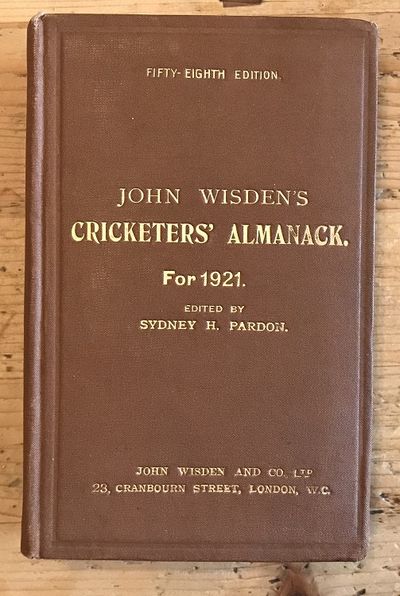 FIFTY-EIGHTH EDITION.
JOHN WISDEN'S
CRICKETERS' ALMANACK.
For 1921.
EDITED BY
SYDNEY H. PARDON.
JOHN WISDEN AND CO. LTD
23, CRANBOURN STREET, LONDON, W.C.